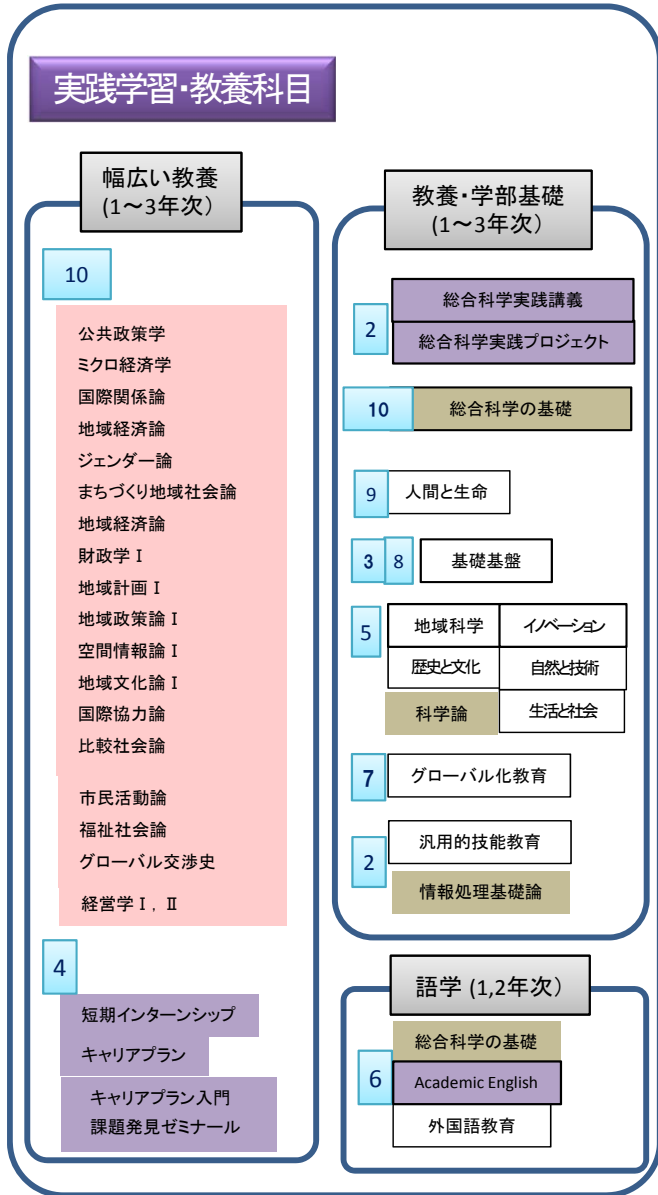 実践学習・教養科目
幅広い教養
(1～3年次)
10
公共政策学
ミクロ経済学
国際関係論
地域経済論
ジェンダー論
まちづくり地域社会論
地域経済論
財政学Ⅰ
地域計画Ⅰ
地域政策論Ⅰ
空間情報論Ⅰ
地域文化論Ⅰ
国際協力論
比較社会論
市民活動論
福祉社会論
グローバル交渉史
経営学Ⅰ，Ⅱ
4
短期インターンシップ
キャリアプラン
キャリアプラン入門
課題発見ゼミナール
教養・学部基礎
(1～3年次)
2
総合科学実践講義
総合科学実践プロジェクト
10 総合科学の基礎
9 人間と生命
3 8 基礎基盤
5
地域科学 イノベーション
歴史と文化 自然と技術
科学論 生活と社会
7 グローバル化教育
2
汎用的技能教育
情報処理基礎論
語学 (1,2年次)
6
総合科学の基礎
Academic English
外国語教育